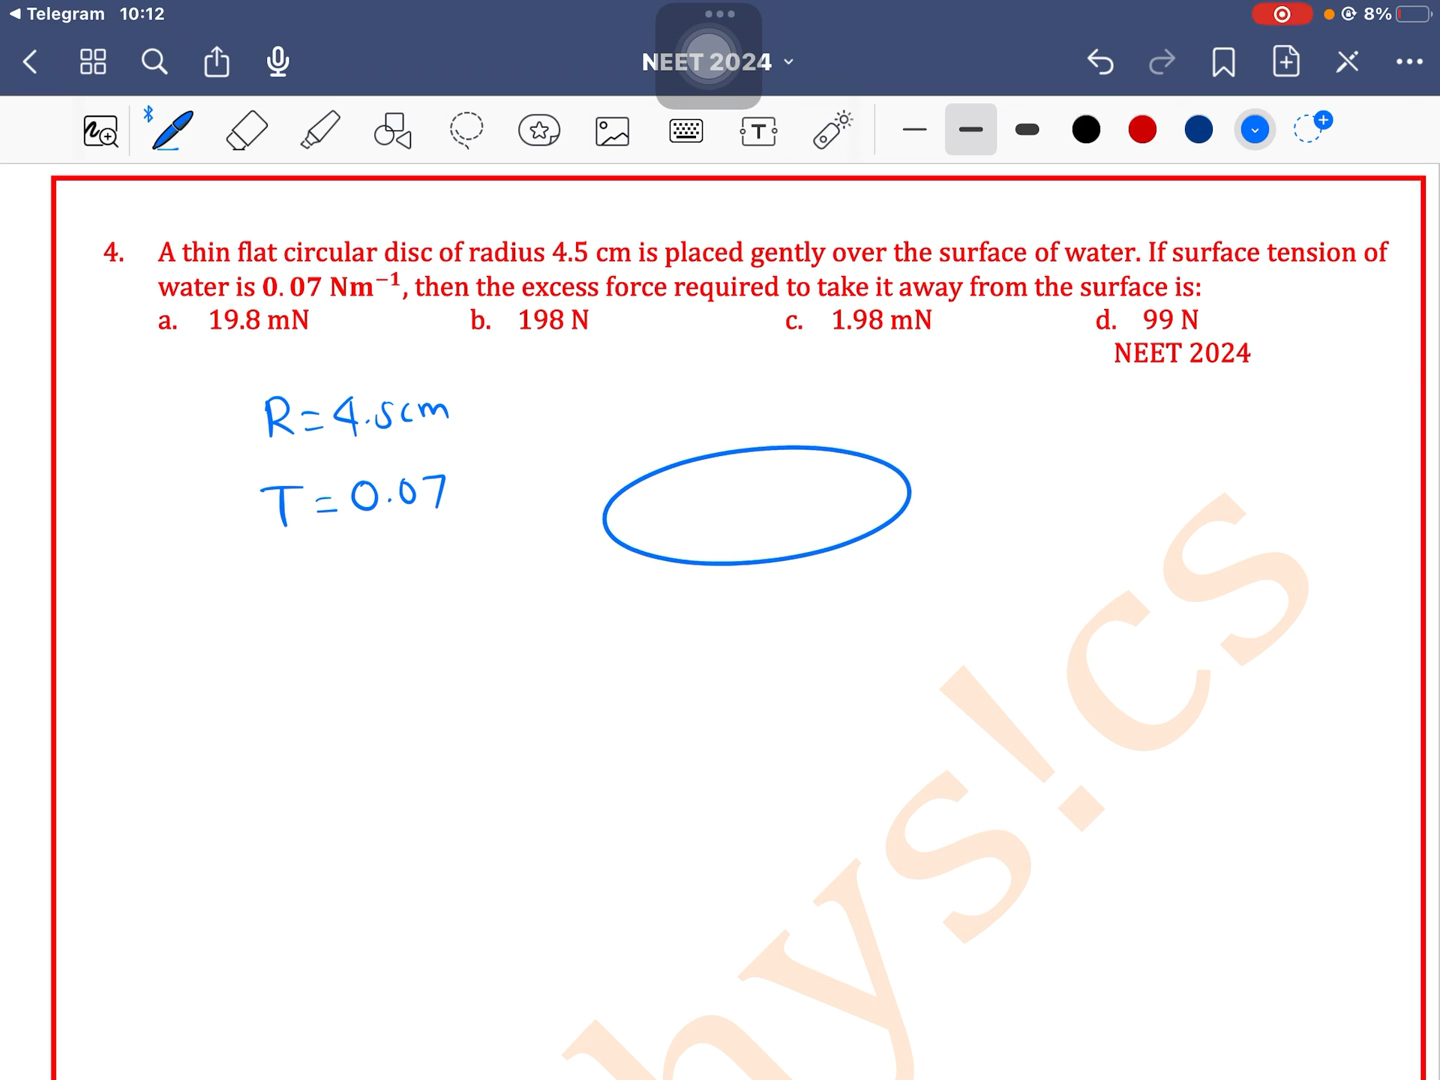 Telegram 10:12
8%
NEET 2024
T
4. A thin flat circular disc of radius 4.5 cm is placed gently over the surface of water. If surface tension of
water is 0.07 Nm⁻¹, then the excess force required to take it away from the surface is:
a. 19.8 mN b. 198 N c. 1.98 mN d. 99 N
NEET 2024
R = 4.5cm
T = 0.07
hys!cs